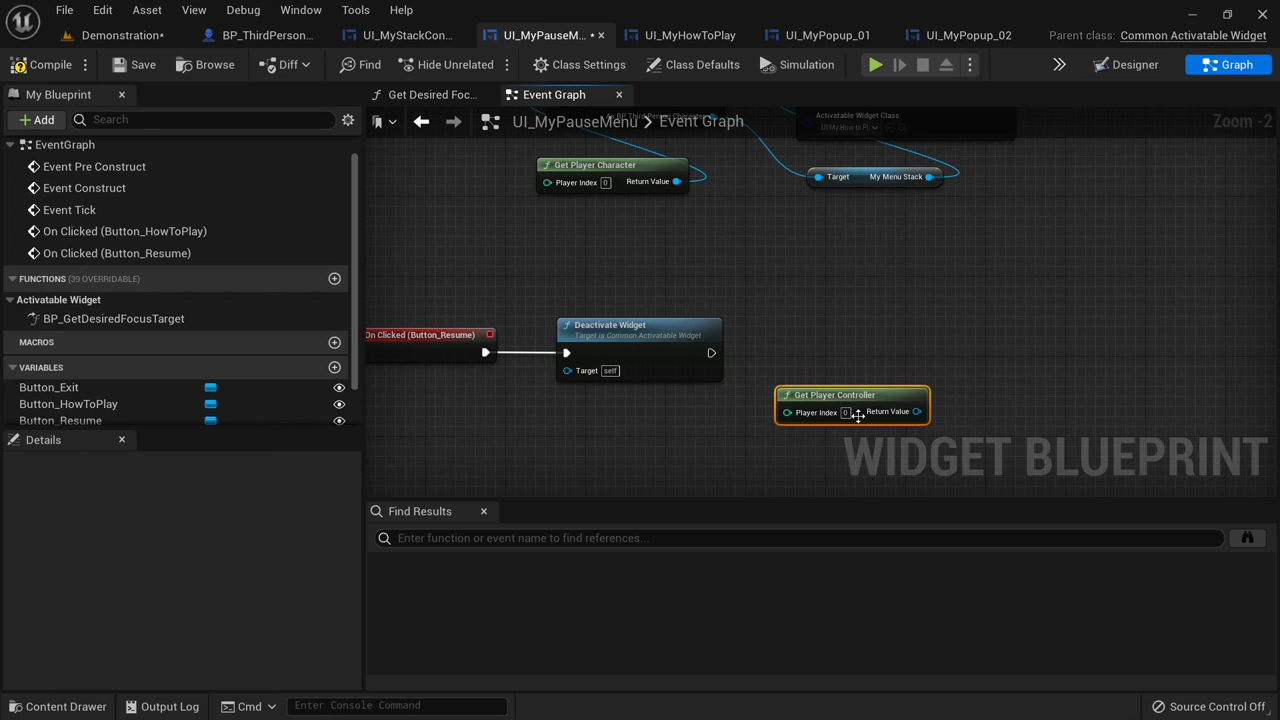 File Edit Asset View Debug Window Tools Help
Demonstration* BP_ThirdPerson... UI_MyStackCon... UI_MyPauseM... * × UI_MyHowToPlay UI_MyPopup_01 UI_MyPopup_02 Parent class: Common Activatable Widget
Compile Save Browse Diff Find Hide Unrelated Class Settings Class Defaults Simulation Designer Graph
My Blueprint Get Desired Foc... Event Graph
Add Search UI_MyPauseMenu > Event Graph Zoom -2
EventGraph
Event Pre Construct
Event Construct
Event Tick
On Clicked (Button_HowToPlay)
On Clicked (Button_Resume)
FUNCTIONS (39 OVERRIDABLE)
Activatable Widget
BP_GetDesiredFocusTarget
MACROS
VARIABLES
Button_Exit
Button_HowToPlay
Button_Resume
Details
Activatable Widget Class
Get Player Character
Player Index 0 Return Value
Target My Menu Stack
On Clicked (Button_Resume)
Deactivate Widget
Target is Common Activatable Widget
Target self
Get Player Controller
Player Index 0 Return Value
WIDGET BLUEPRINT
Find Results
Enter function or event name to find references...
Content Drawer Output Log Cmd Enter Console Command Source Control Off